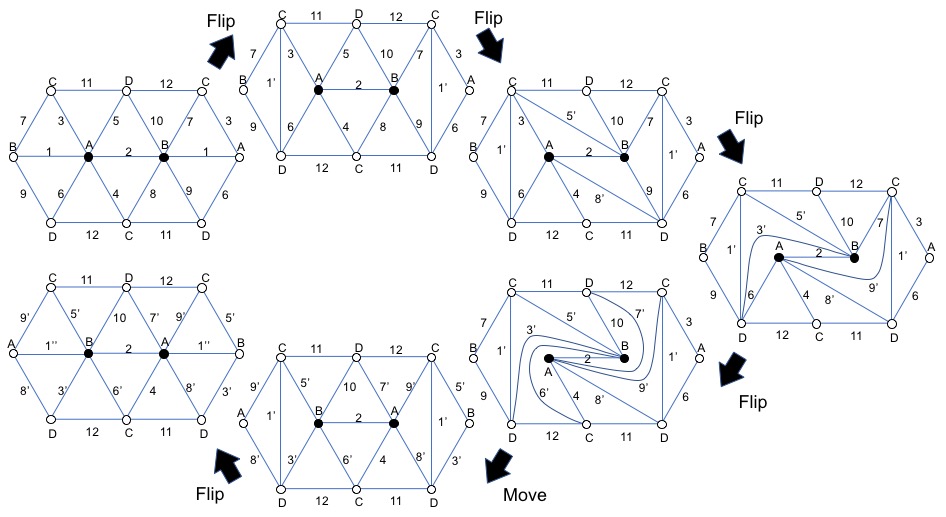 Flip
C 11 D 12 C
7 3 5 10 7 3
B 1' A 2 B 1' A
9 6 4 8 9 6
D 12 C 11 D
Flip
C 11 D 12 C
7 3 5 10 7 3
B 1 A 2 B 1 A
9 6 4 8 9 6
D 12 C 11 D
C 11 D 12 C
7 3 5' 10 7 3
B 1' A 2 B 1' A
9 6 4 8' 9 6
D 12 C 11 D
Flip
C 11 D 12 C
7 3' 5' 10 7 3
B 1' A 2 B 1' A
9 6 4 8' 9' 6
D 12 C 11 D
Flip
C 11 D 12 C
7 3' 5' 10 7' 3
B 1' A 2 B 1' A
9 6' 4 8' 9' 6
D 12 C 11 D
Move
C 11 D 12 C
9' 5' 10 7' 9' 5'
A 1' B 2 A 1' B
8' 3' 6' 4 8' 3'
D 12 C 11 D
Flip
C 11 D 12 C
9' 5' 10 7' 9' 5'
A 1'' B 2 A 1'' B
8' 3' 6' 4 8' 3'
D 12 C 11 D